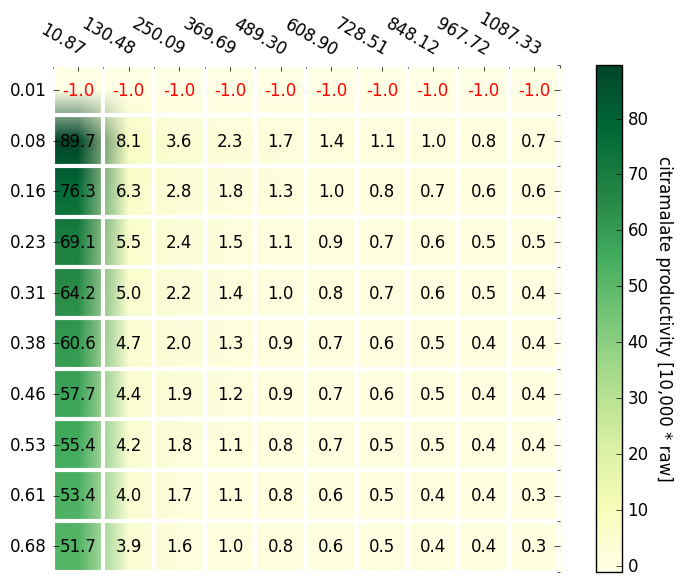 10.87 130.48 250.09 369.69 489.30 608.90 728.51 848.12 967.72 1087.33
0.01 -1.0 -1.0 -1.0 -1.0 -1.0 -1.0 -1.0 -1.0 -1.0 -1.0
0.08 89.7 8.1 3.6 2.3 1.7 1.4 1.1 1.0 0.8 0.7
0.16 76.3 6.3 2.8 1.8 1.3 1.0 0.8 0.7 0.6 0.6
0.23 69.1 5.5 2.4 1.5 1.1 0.9 0.7 0.6 0.5 0.5
0.31 64.2 5.0 2.2 1.4 1.0 0.8 0.7 0.6 0.5 0.4
0.38 60.6 4.7 2.0 1.3 0.9 0.7 0.6 0.5 0.4 0.4
0.46 57.7 4.4 1.9 1.2 0.9 0.7 0.6 0.5 0.4 0.4
0.53 55.4 4.2 1.8 1.1 0.8 0.7 0.5 0.5 0.4 0.4
0.61 53.4 4.0 1.7 1.1 0.8 0.6 0.5 0.4 0.4 0.3
0.68 51.7 3.9 1.6 1.0 0.8 0.6 0.5 0.4 0.4 0.3
80
70
60
50
40
30
20
10
0
citramalate productivity [10,000 * raw]